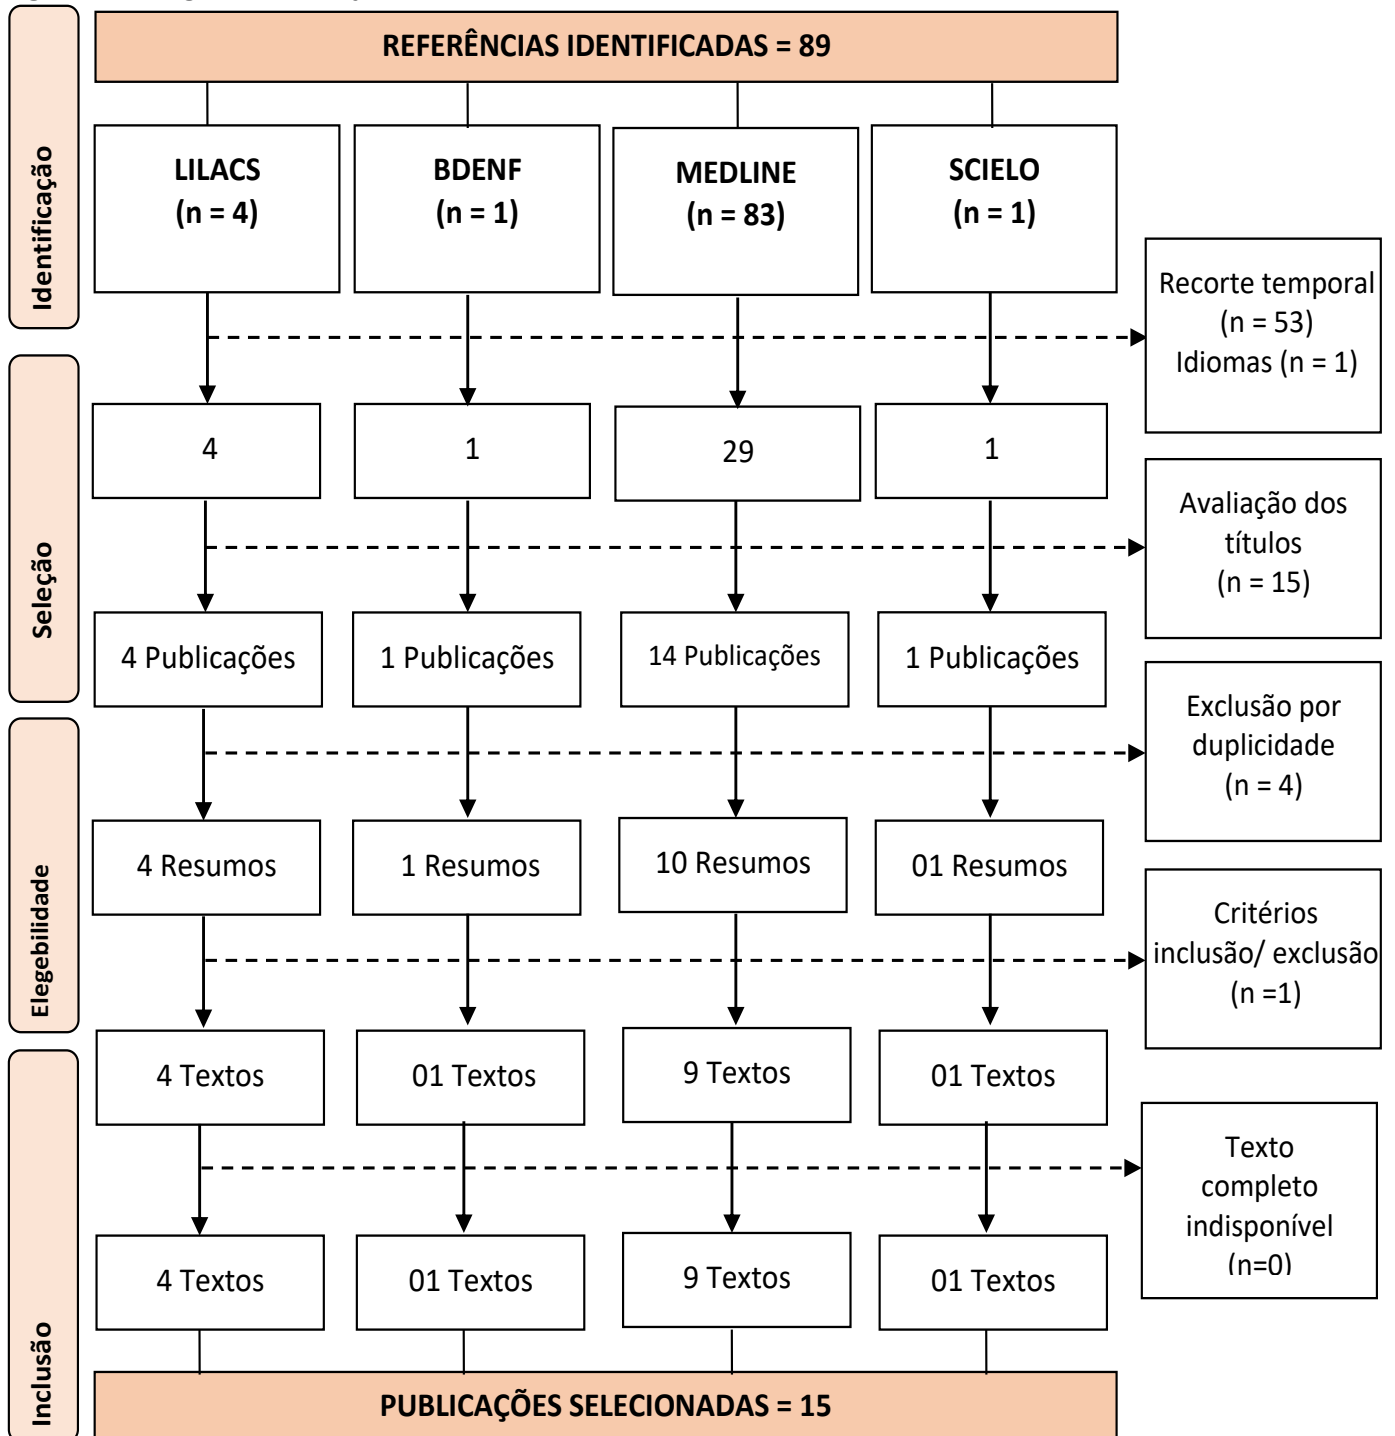 REFERÊNCIAS IDENTIFICADAS = 89
Identificação
LILACS
(n = 4)
BDENF
(n = 1)
MEDLINE
(n = 83)
SCIELO
(n = 1)
Recorte temporal
(n = 53)
Idiomas (n = 1)
Seleção
4
1
29
1
Avaliação dos
títulos
(n = 15)
4 Publicações
1 Publicações
14 Publicações
1 Publicações
Exclusão por
duplicidade
(n = 4)
Elegebilidade
4 Resumos
1 Resumos
10 Resumos
01 Resumos
Critérios
inclusão/ exclusão
(n =1)
4 Textos
01 Textos
9 Textos
01 Textos
Inclusão
Texto
completo
indisponível
(n=0)
4 Textos
01 Textos
9 Textos
01 Textos
PUBLICAÇÕES SELECIONADAS = 15